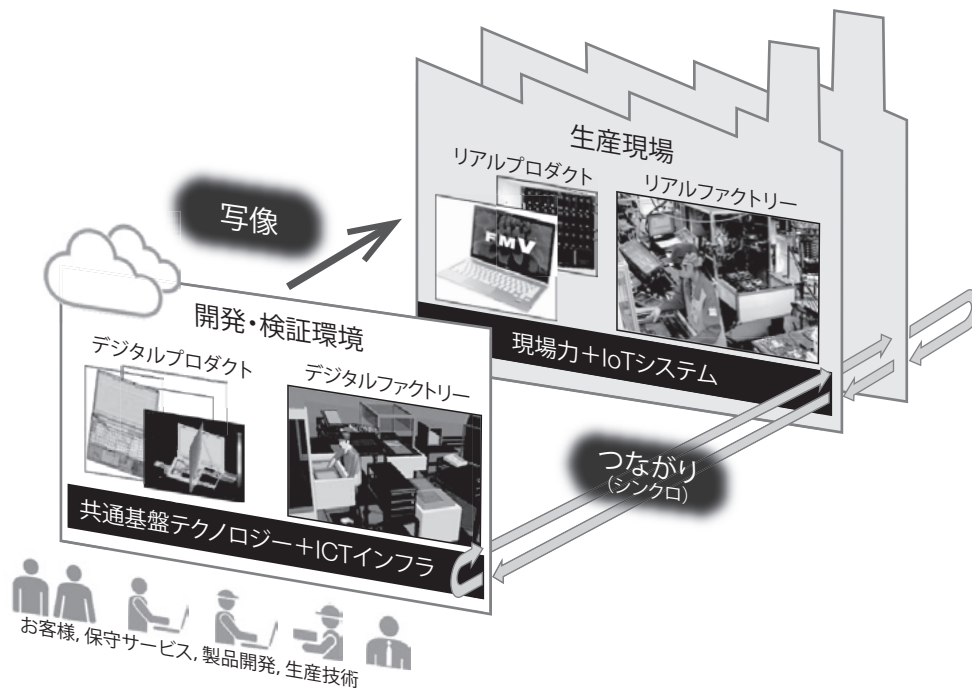 生産現場
リアルプロダクト
リアルファクトリー
FMV
現場力＋IoTシステム
写像
開発・検証環境
デジタルプロダクト
デジタルファクトリー
共通基盤テクノロジー＋ICTインフラ
つながり
（シンクロ）
お客様, 保守サービス, 製品開発, 生産技術